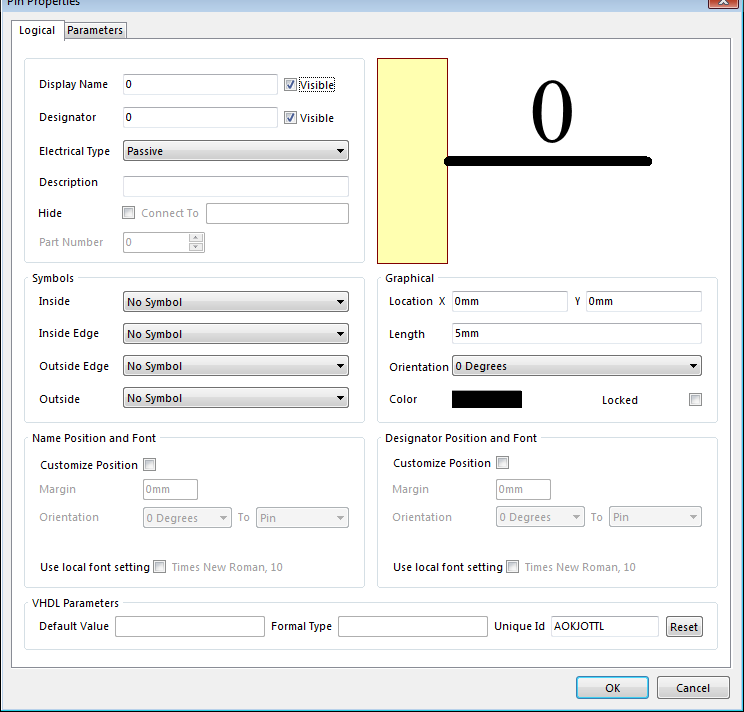 Pin Properties
Logical Parameters
Display Name 0 Visible
Designator 0 Visible
Electrical Type Passive
Description
Hide Connect To
Part Number 0
0
Symbols
Inside No Symbol
Inside Edge No Symbol
Outside Edge No Symbol
Outside No Symbol
Graphical
Location X 0mm Y 0mm
Length 5mm
Orientation 0 Degrees
Color Locked
Name Position and Font
Customize Position
Margin 0mm
Orientation 0 Degrees To Pin
Use local font setting Times New Roman, 10
Designator Position and Font
Customize Position
Margin 0mm
Orientation 0 Degrees To Pin
Use local font setting Times New Roman, 10
VHDL Parameters
Default Value Formal Type Unique Id AOKJOTTL Reset
OK Cancel